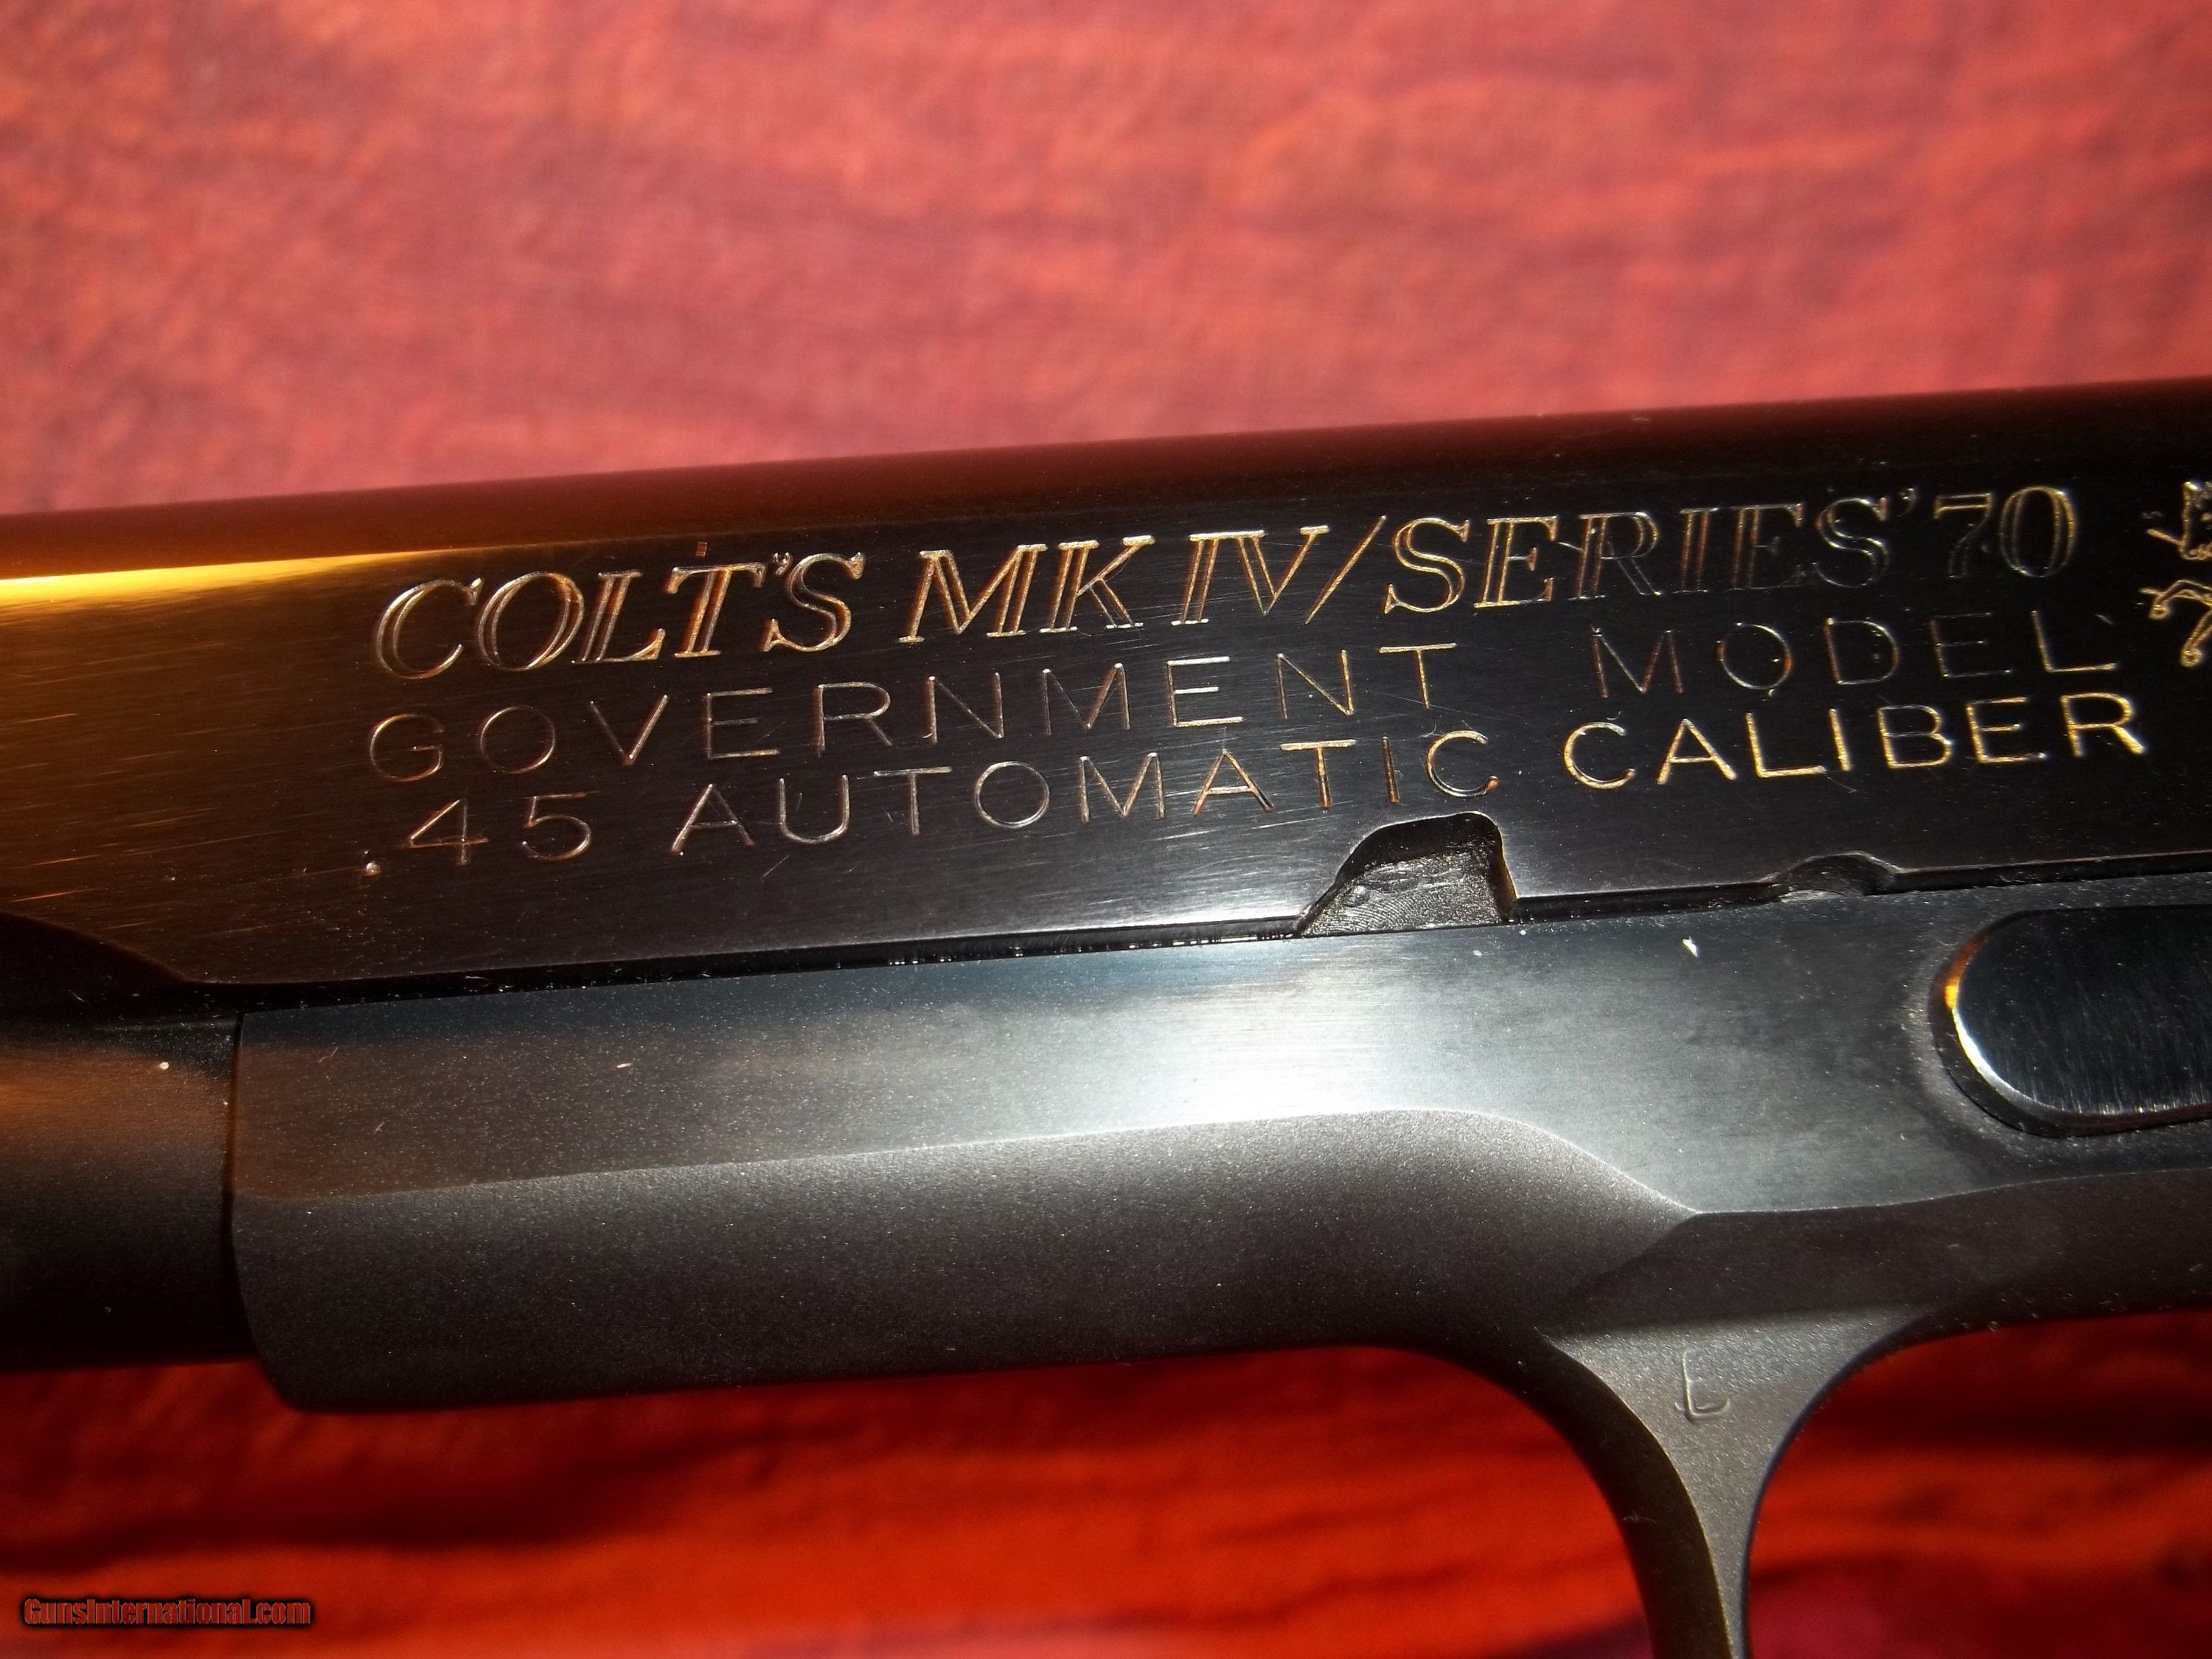 COLT'S MK IV/SERIES'70
GOVERNMENT MODEL
.45 AUTOMATIC CALIBER
E
GunsInternational.com